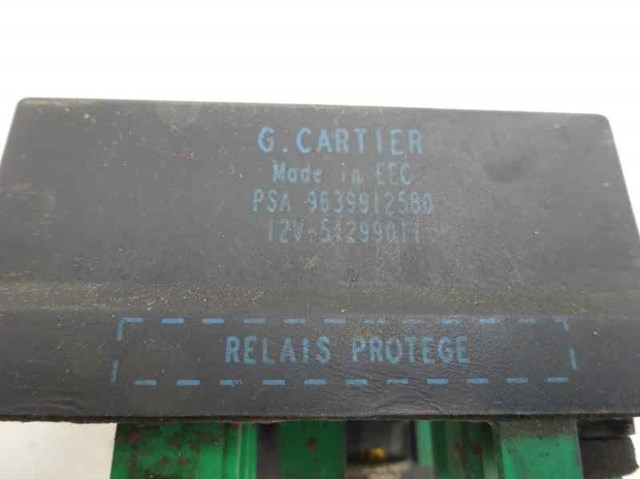 G.CARTIER
Made in EEC.
PSA 9639912580
12V-51299011
RELAIS PROTEGE